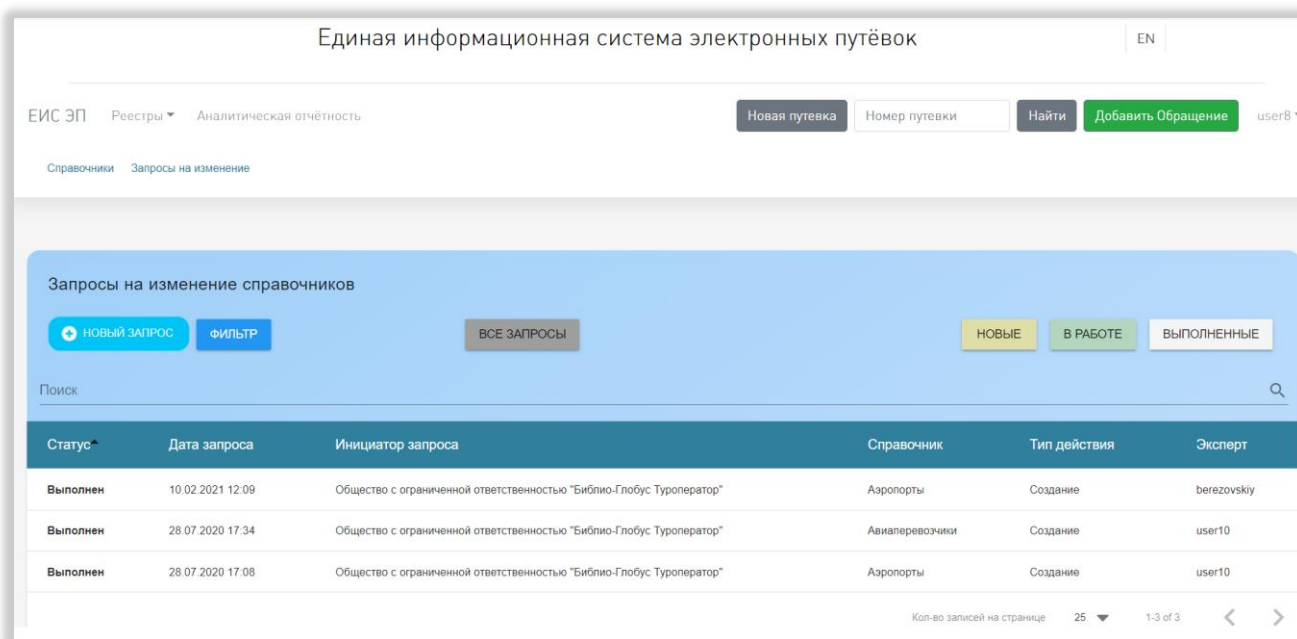 Единая информационная система электронных путёвок EN
ЕИС ЭП Реестры Аналитическая отчётность Новая путевка Номер путевки Найти Добавить Обращение user8
Справочники Запросы на изменение
Запросы на изменение справочников
НОВЫЙ ЗАПРОС ФИЛЬТР ВСЕ ЗАПРОСЫ НОВЫЕ В РАБОТЕ ВЫПОЛНЕННЫЕ
Поиск
Статус Дата запроса Инициатор запроса Справочник Тип действия Эксперт
Выполнен 10.02.2021 12:09 Общество с ограниченной ответственностью "Библио-Глобус Туроператор" Аэропорты Создание berezovskiy
Выполнен 28.07.2020 17:34 Общество с ограниченной ответственностью "Библио-Глобус Туроператор" Авиаперевозчики Создание user10
Выполнен 28.07.2020 17:08 Общество с ограниченной ответственностью "Библио-Глобус Туроператор" Аэропорты Создание user10
Кол-во записей на странице 25 1-3 of 3